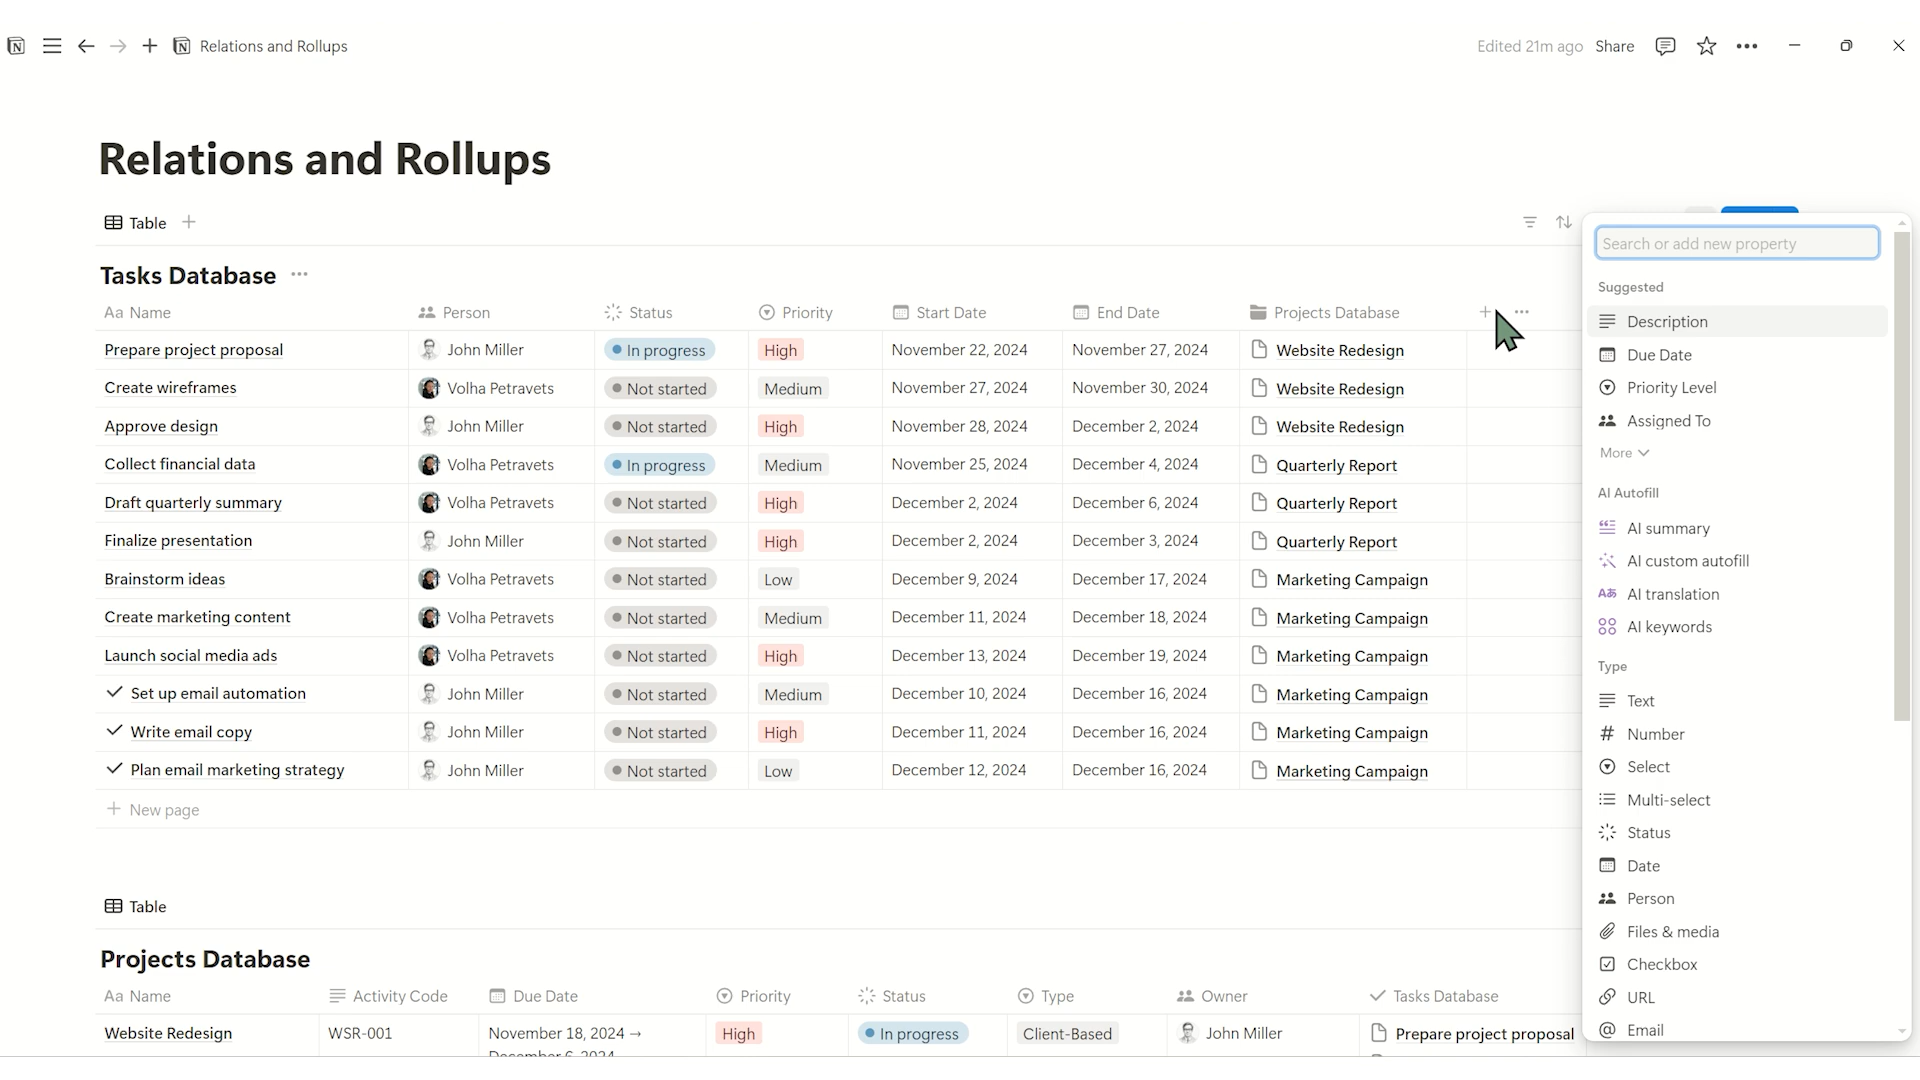 Relations and Rollups
Edited 21m ago Share
Relations and Rollups
Table
Tasks Database
Aa Name Person Status Priority Start Date End Date Projects Database
Prepare project proposal John Miller In progress High November 22, 2024 November 27, 2024 Website Redesign
Create wireframes Volha Petravets Not started Medium November 27, 2024 November 30, 2024 Website Redesign
Approve design John Miller Not started High November 28, 2024 December 2, 2024 Website Redesign
Collect financial data Volha Petravets In progress Medium November 25, 2024 December 4, 2024 Quarterly Report
Draft quarterly summary Volha Petravets Not started High December 2, 2024 December 6, 2024 Quarterly Report
Finalize presentation John Miller Not started High December 2, 2024 December 3, 2024 Quarterly Report
Brainstorm ideas Volha Petravets Not started Low December 9, 2024 December 17, 2024 Marketing Campaign
Create marketing content Volha Petravets Not started Medium December 11, 2024 December 18, 2024 Marketing Campaign
Launch social media ads Volha Petravets Not started High December 13, 2024 December 19, 2024 Marketing Campaign
Set up email automation John Miller Not started Medium December 10, 2024 December 16, 2024 Marketing Campaign
Write email copy John Miller Not started High December 11, 2024 December 16, 2024 Marketing Campaign
Plan email marketing strategy John Miller Not started Low December 12, 2024 December 16, 2024 Marketing Campaign
New page
Table
Projects Database
Aa Name Activity Code Due Date Priority Status Type Owner Tasks Database
Website Redesign WSR-001 November 18, 2024 → High In progress Client-Based John Miller Prepare project proposal
December 6, 2024
Search or add new property
Suggested
Description
Due Date
Priority Level
Assigned To
More
AI Autofill
AI summary
AI custom autofill
AI translation
AI keywords
Type
Text
Number
Select
Multi-select
Status
Date
Person
Files & media
Checkbox
URL
Email